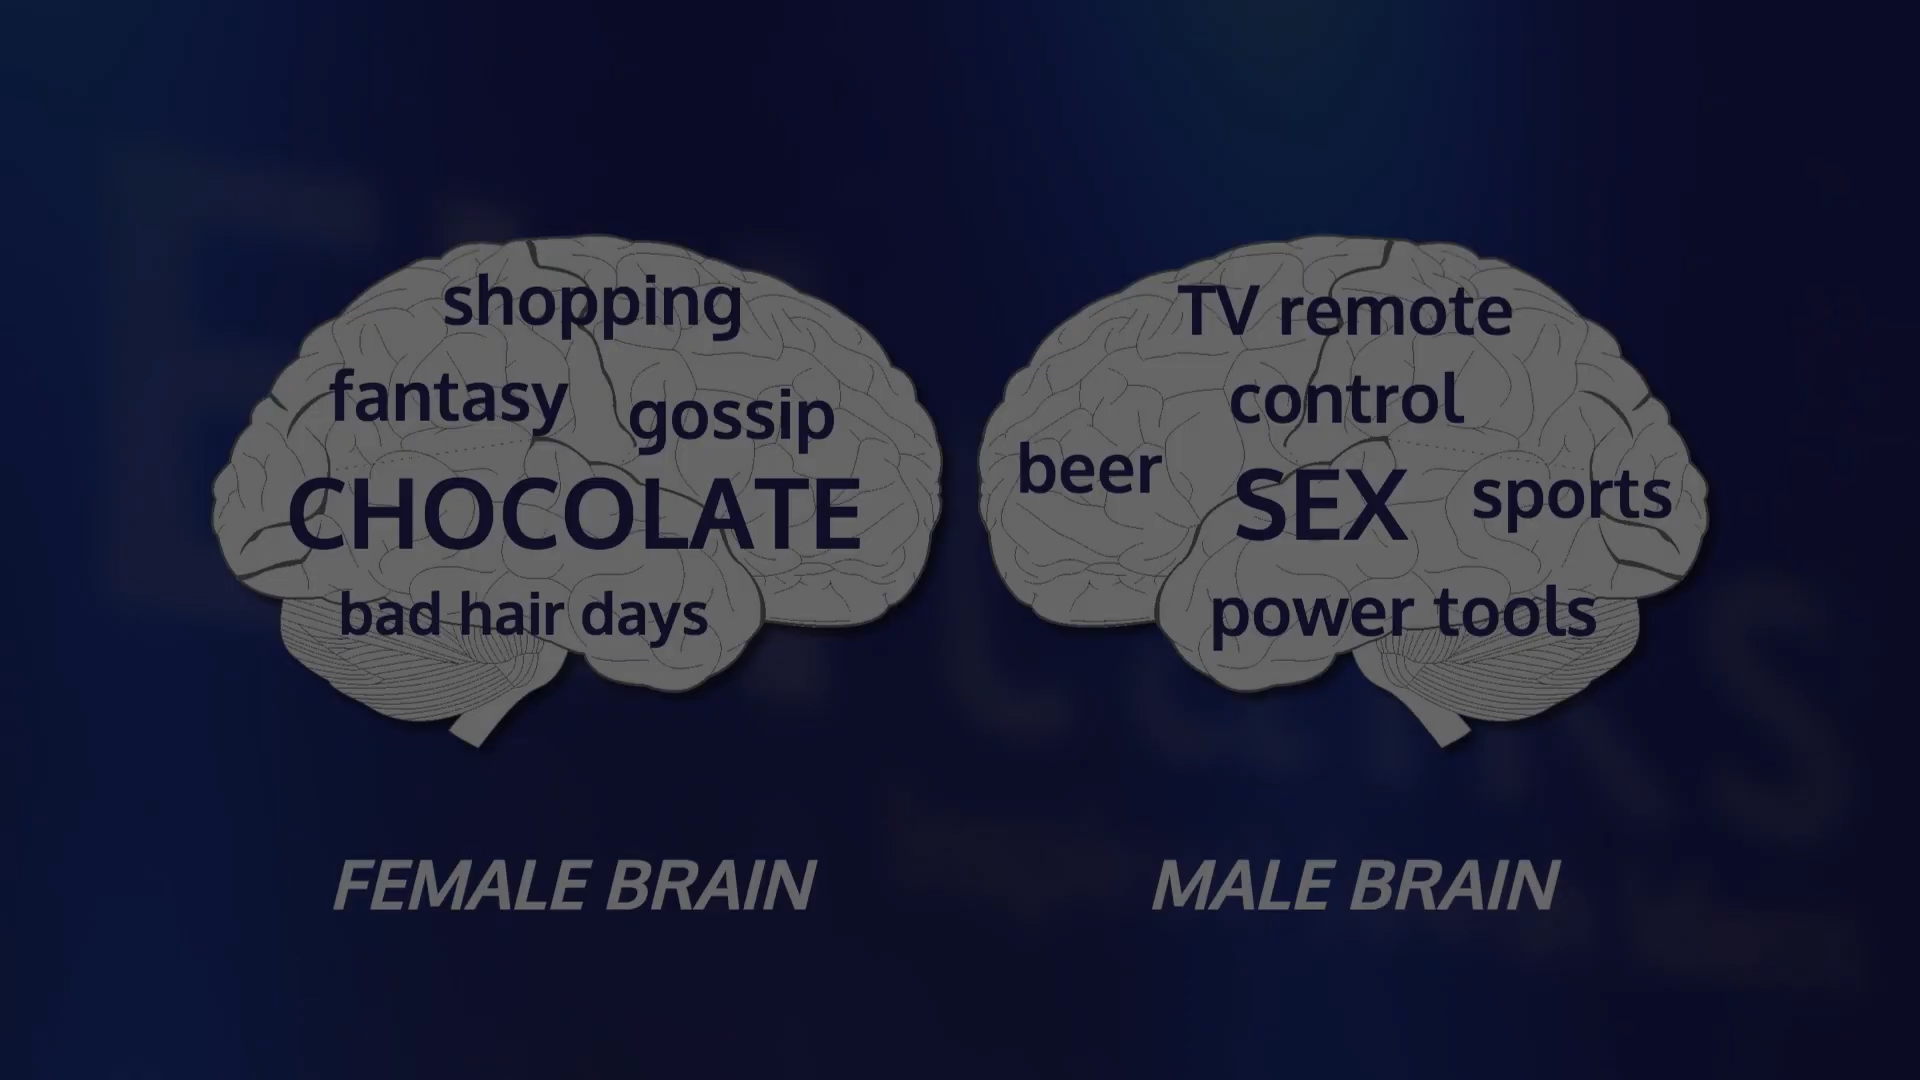 shopping
fantasy
gossip
CHOCOLATE
bad hair days
TV remote
control
beer
SEX
sports
power tools
FEMALE BRAIN
MALE BRAIN